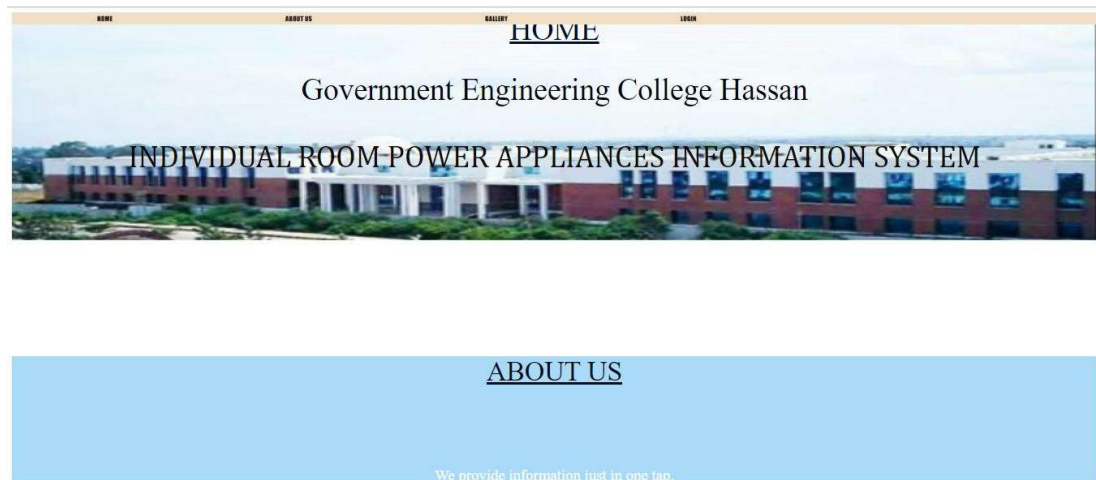 HOME ABOUT US GALLERY LOGIN
HOME
Government Engineering College Hassan
INDIVIDUAL ROOM POWER APPLIANCES INFORMATION SYSTEM
ABOUT US
We provide information just in one tap.